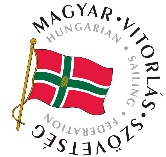 MAGYAR · VITORLÁS · SZÖVETSÉG
HUNGARIAN · SAILING · FEDERATION